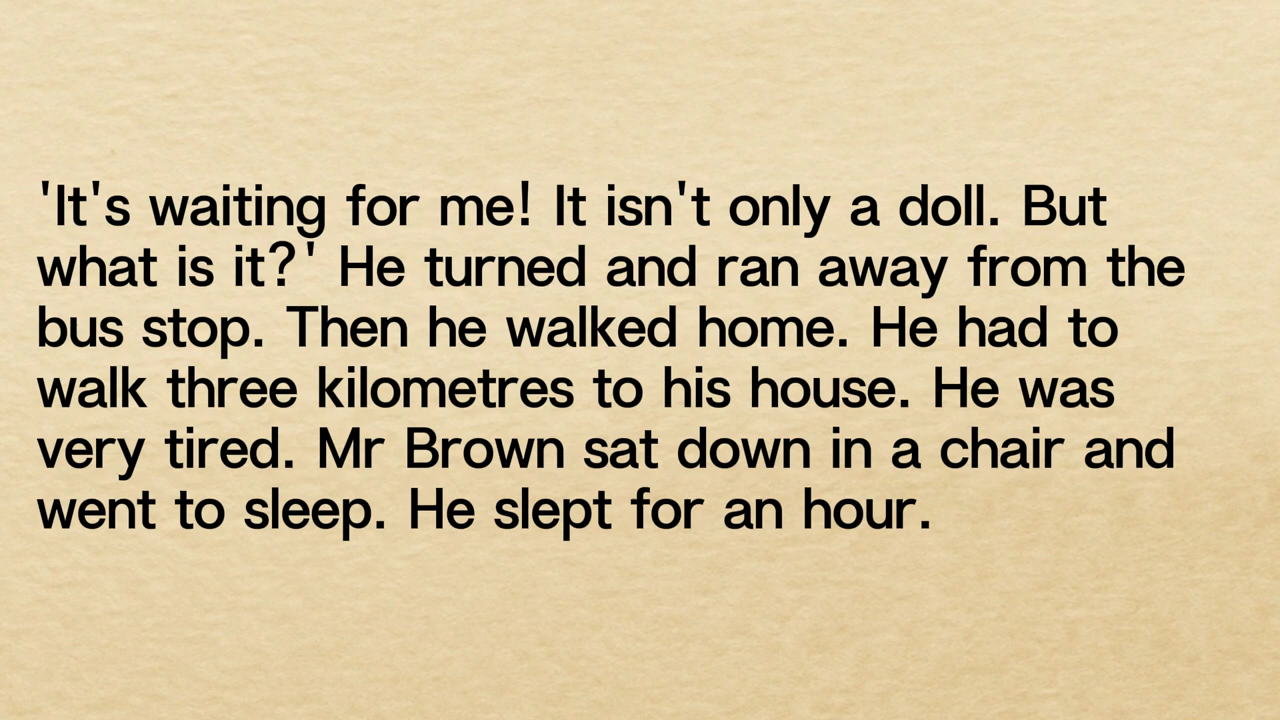 'It's waiting for me! It isn't only a doll. But
what is it?' He turned and ran away from the
bus stop. Then he walked home. He had to
walk three kilometres to his house. He was
very tired. Mr Brown sat down in a chair and
went to sleep. He slept for an hour.